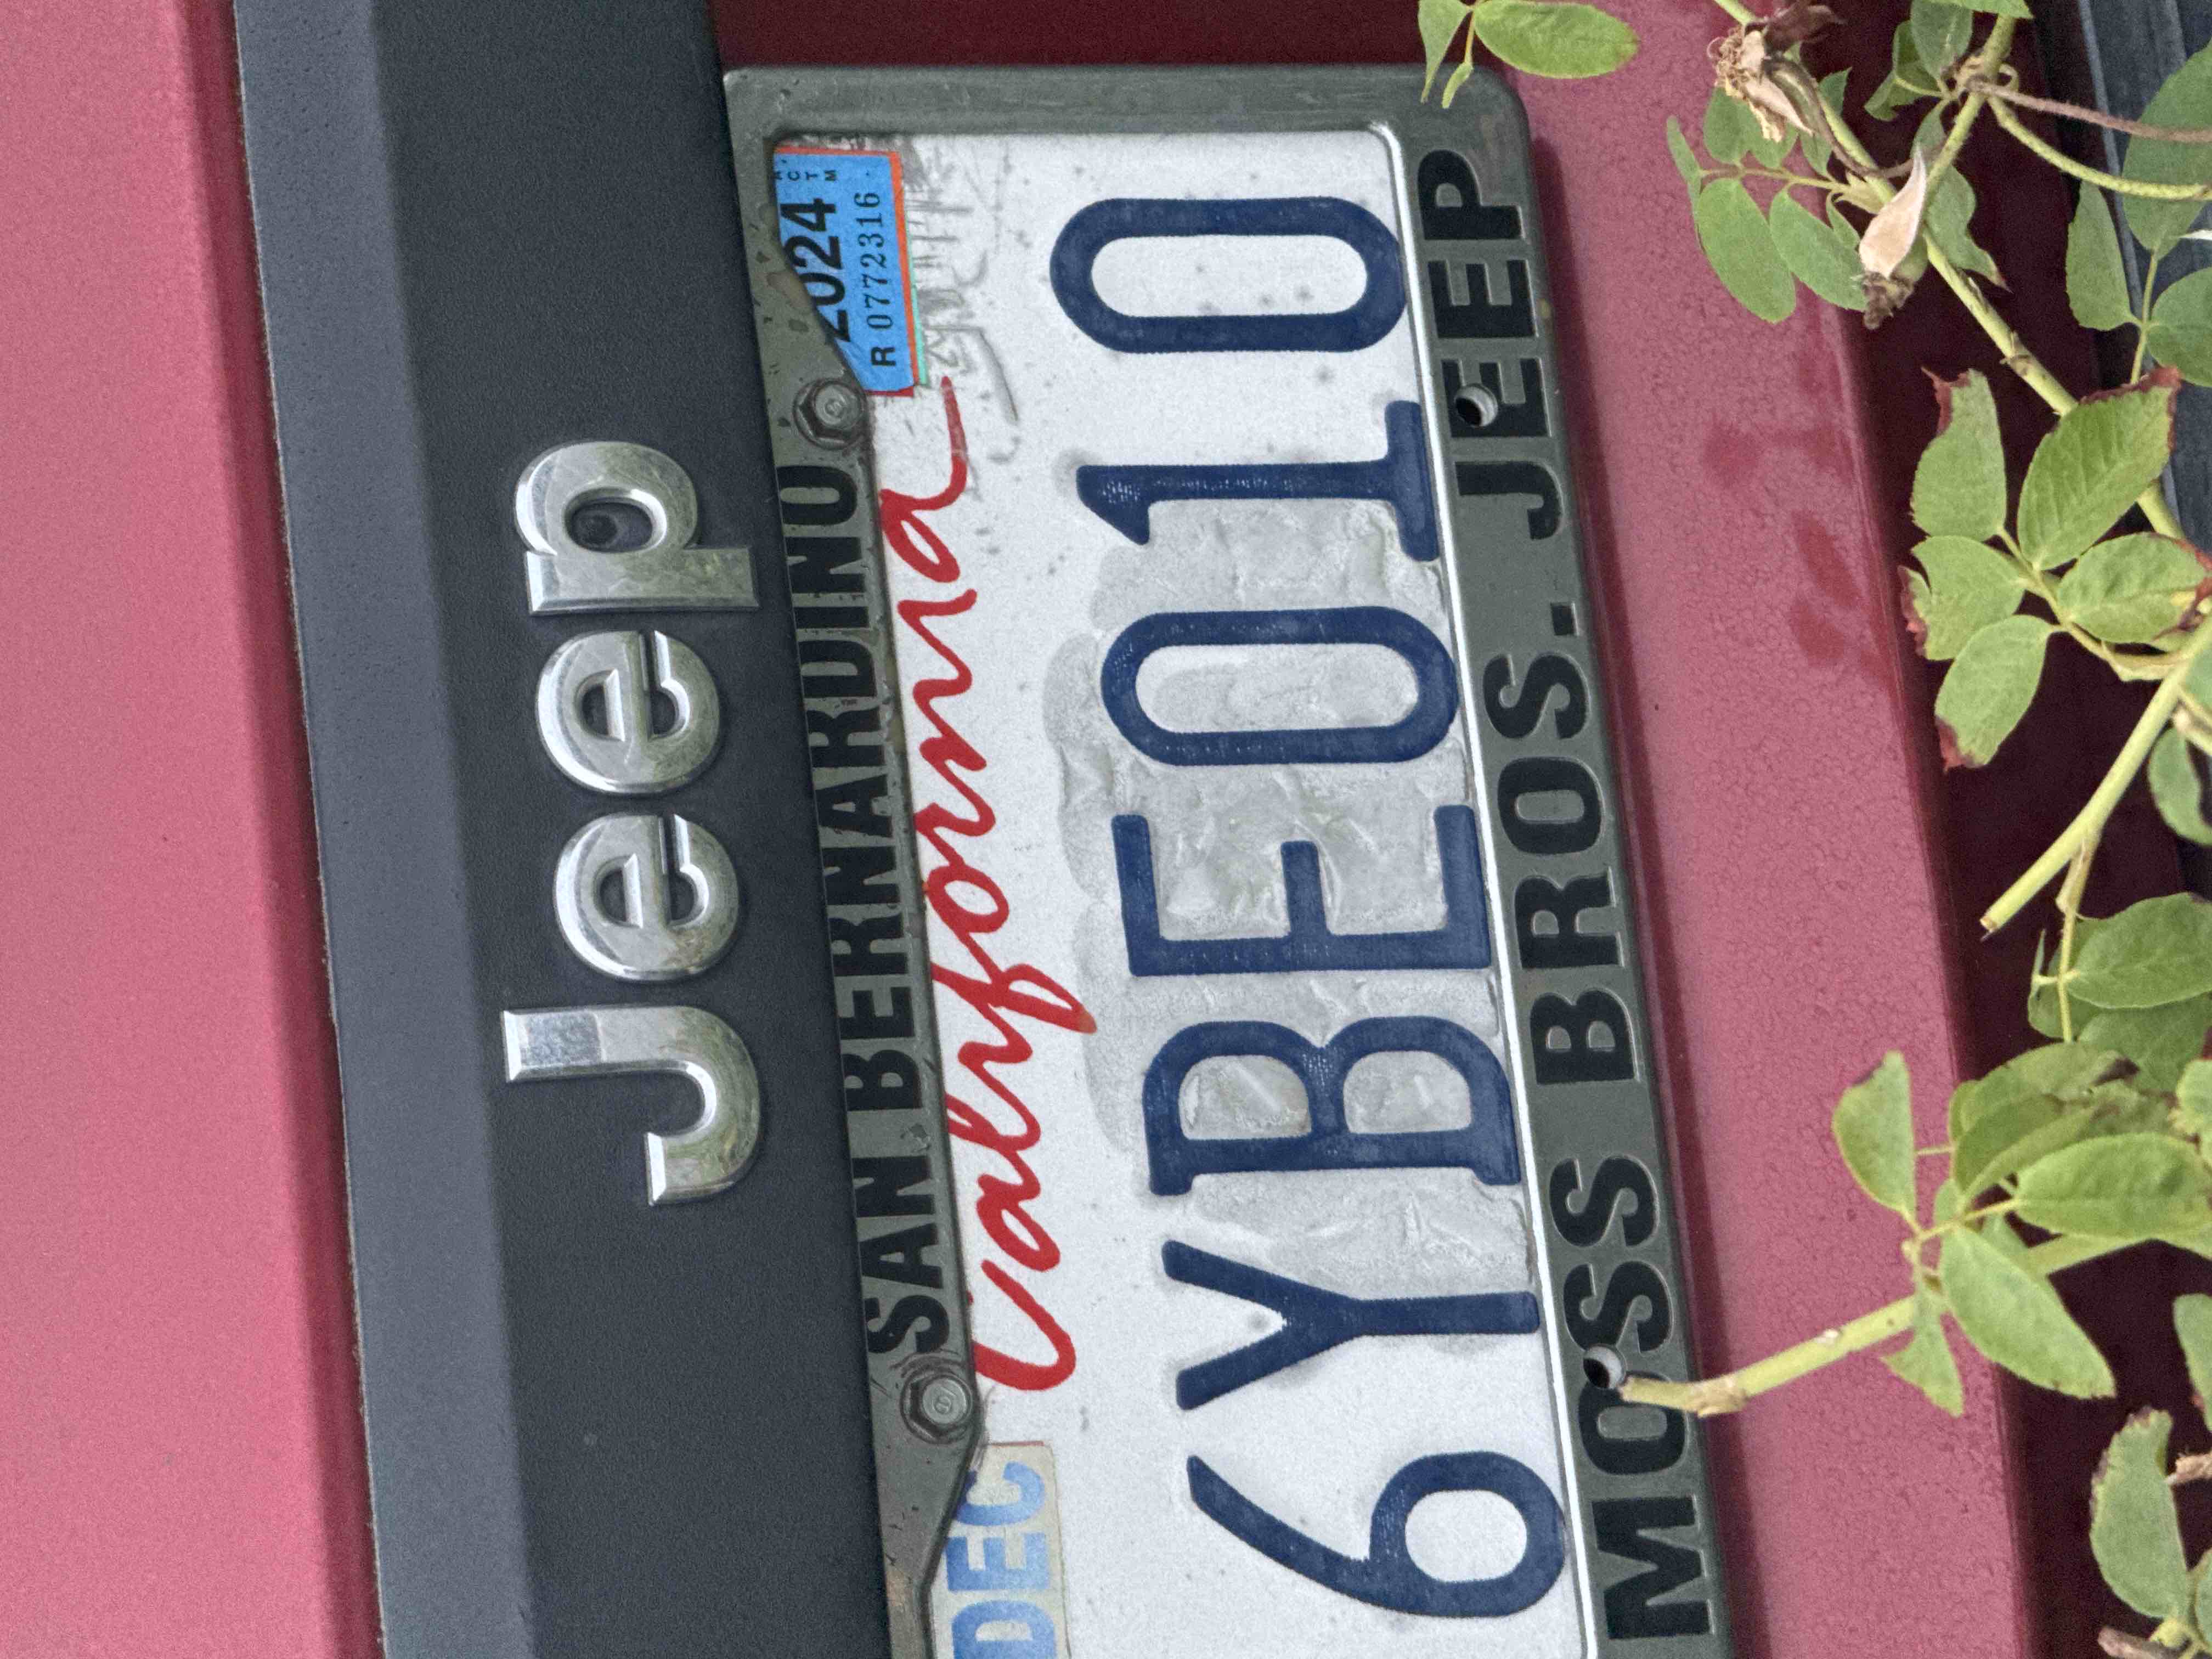 Jeep
SAN BERNARDINO
DEC
California
2024
R 0772316
6YBE010
MOSS BROS. JEEP